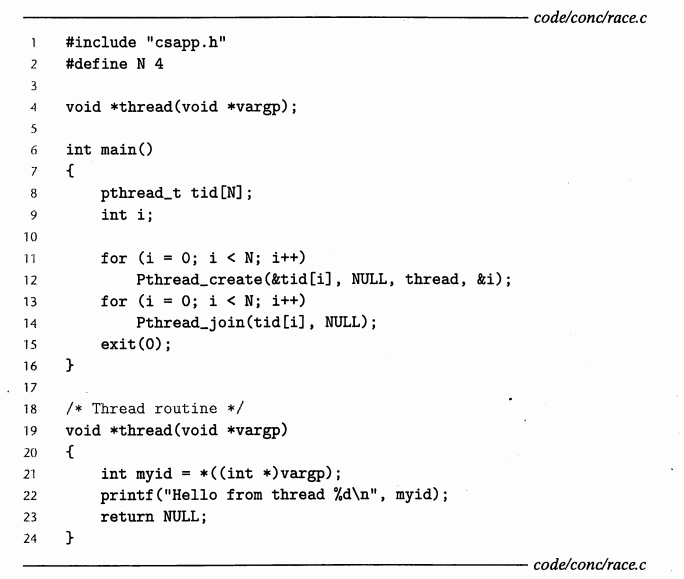 code/conc/race.c
1 #include "csapp.h"
2 #define N 4
3
4 void *thread(void *vargp);
5
6 int main()
7 {
8     pthread_t tid[N];
9     int i;
10
11     for (i = 0; i < N; i++)
12         Pthread_create(&tid[i], NULL, thread, &i);
13     for (i = 0; i < N; i++)
14         Pthread_join(tid[i], NULL);
15     exit(0);
16 }
17
18 /* Thread routine */
19 void *thread(void *vargp)
20 {
21     int myid = *((int *)vargp);
22     printf("Hello from thread %d\n", myid);
23     return NULL;
24 }
code/conc/race.c